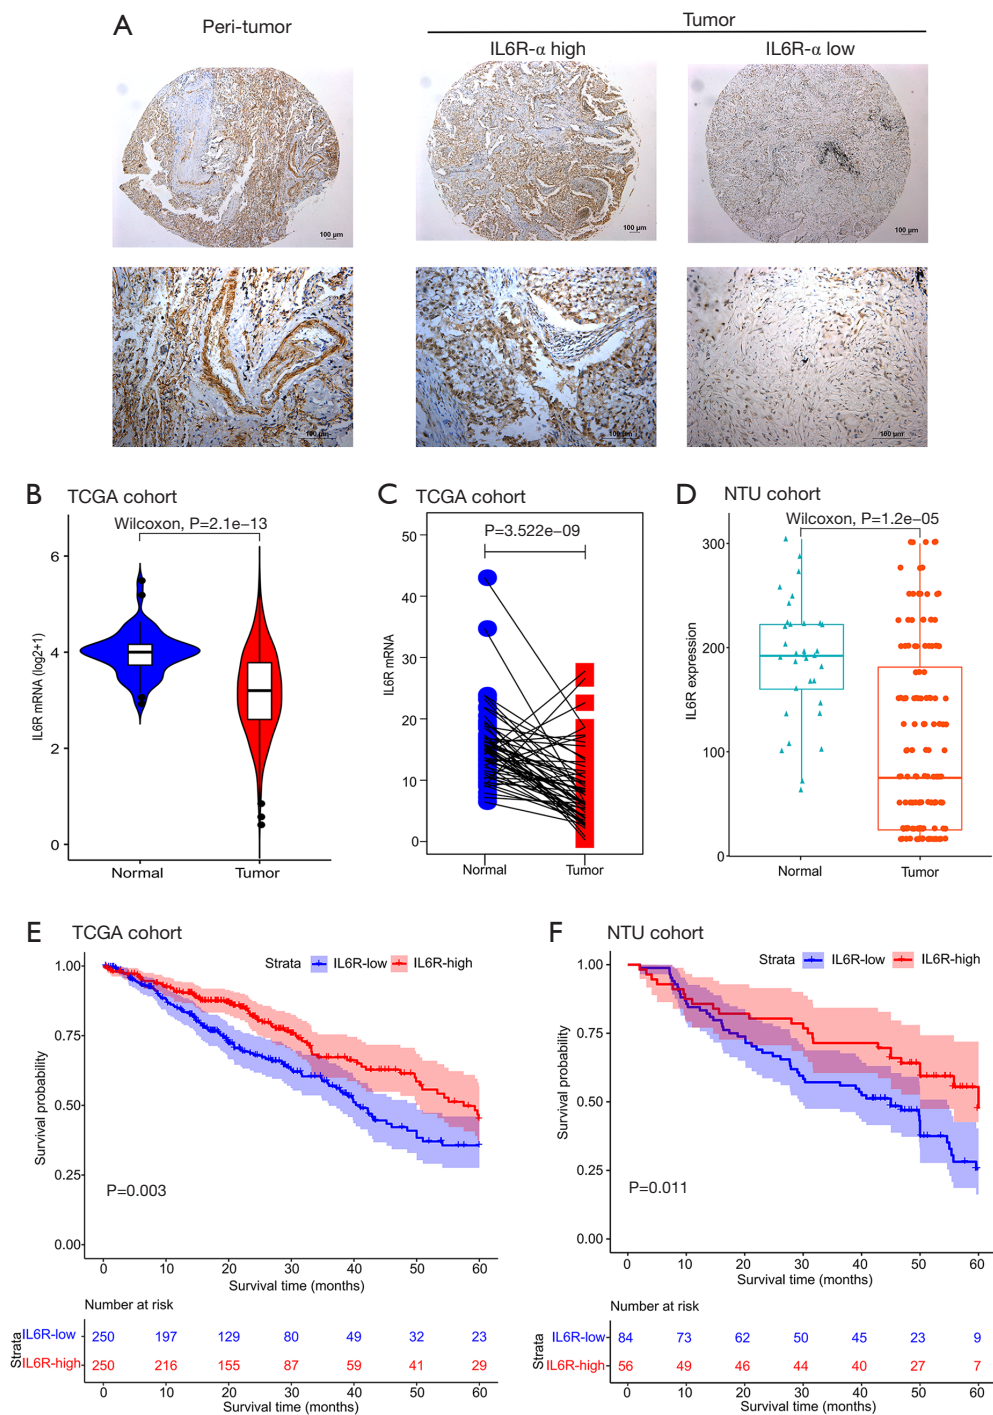 A
Peri-tumor
Tumor
IL6R-α high
IL6R-α low
100 μm
100 μm
100 μm
100 μm
100 μm
100 μm
B TCGA cohort
Wilcoxon, P=2.1e−13
IL6R mRNA (log2+1)
6
4
2
0
Normal
Tumor
C TCGA cohort
P=3.522e−09
IL6R mRNA
50
40
30
20
10
0
Normal
Tumor
D NTU cohort
Wilcoxon, P=1.2e−05
IL6R expression
300
200
100
0
Normal
Tumor
E TCGA cohort
Strata IL6R-low IL6R-high
Survival probability
1.00
0.75
0.50
0.25
0.00
P=0.003
0 10 20 30 40 50 60
Survival time (months)
Number at risk
Strata
IL6R-low 250 197 129 80 49 32 23
IL6R-high 250 216 155 87 59 41 29
0 10 20 30 40 50 60
Survival time (months)
F NTU cohort
Strata IL6R-low IL6R-high
Survival probability
1.00
0.75
0.50
0.25
0.00
P=0.011
0 10 20 30 40 50 60
Survival time (months)
Number at risk
Strata
IL6R-low 84 73 62 50 45 23 9
IL6R-high 56 49 46 44 40 27 7
0 10 20 30 40 50 60
Survival time (months)